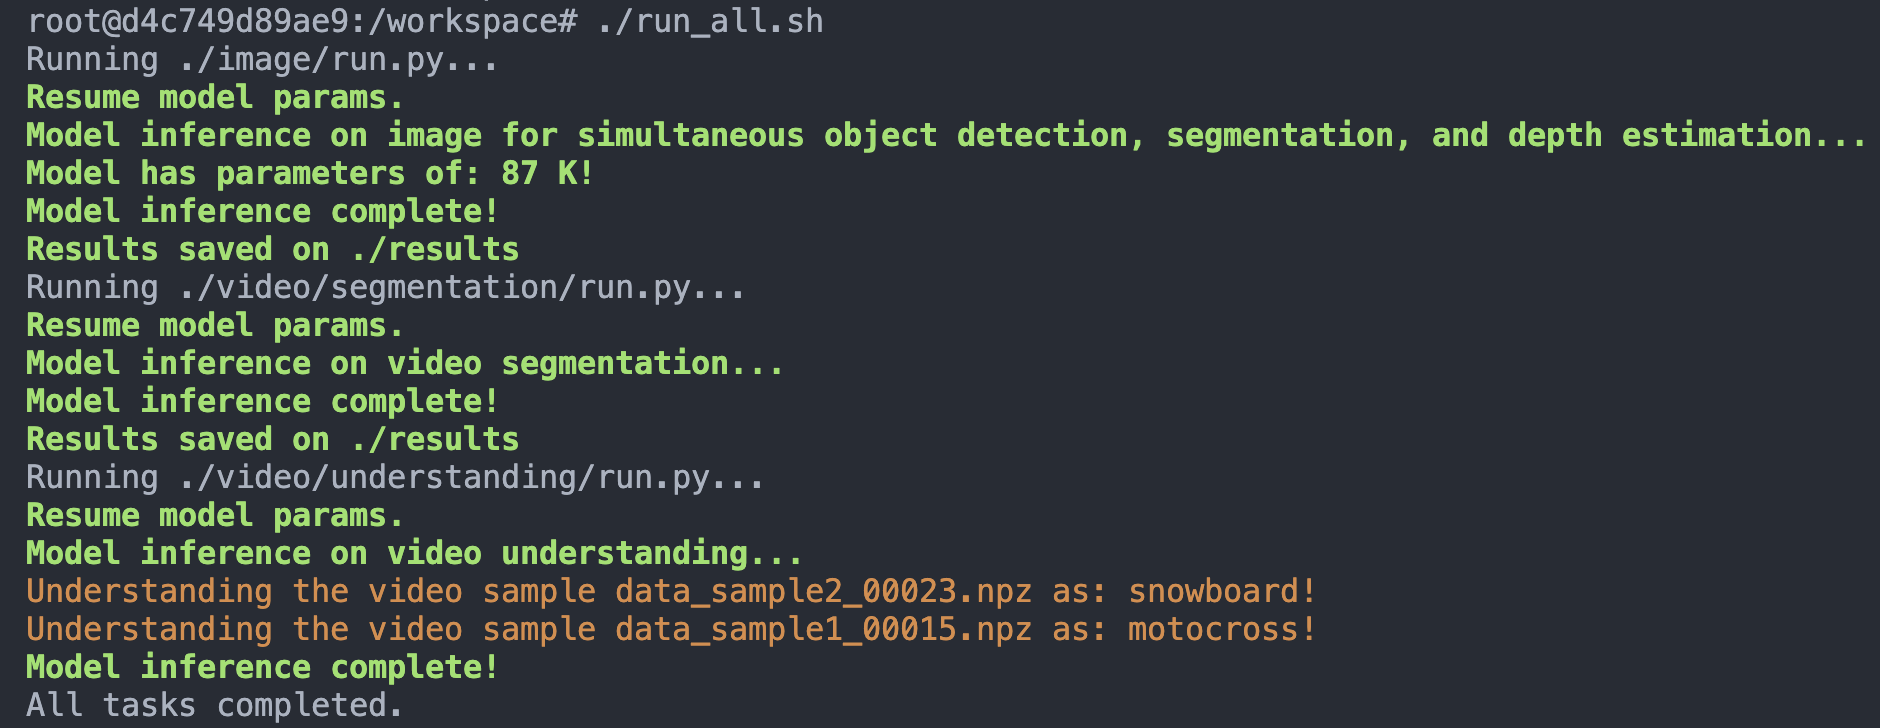 root@d4c749d89ae9:/workspace# ./run_all.sh
Running ./image/run.py...
Resume model params.
Model inference on image for simultaneous object detection, segmentation, and depth estimation...
Model has parameters of: 87 K!
Model inference complete!
Results saved on ./results
Running ./video/segmentation/run.py...
Resume model params.
Model inference on video segmentation...
Model inference complete!
Results saved on ./results
Running ./video/understanding/run.py...
Resume model params.
Model inference on video understanding...
Understanding the video sample data_sample2_00023.npz as: snowboard!
Understanding the video sample data_sample1_00015.npz as: motocross!
Model inference complete!
All tasks completed.